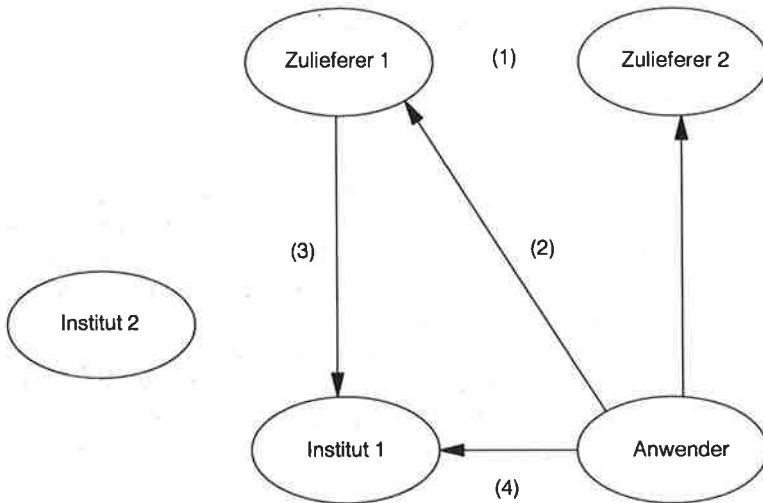 Zulieferer 1
(1)
Zulieferer 2
(3)
(2)
Institut 2
Institut 1
Anwender
(4)